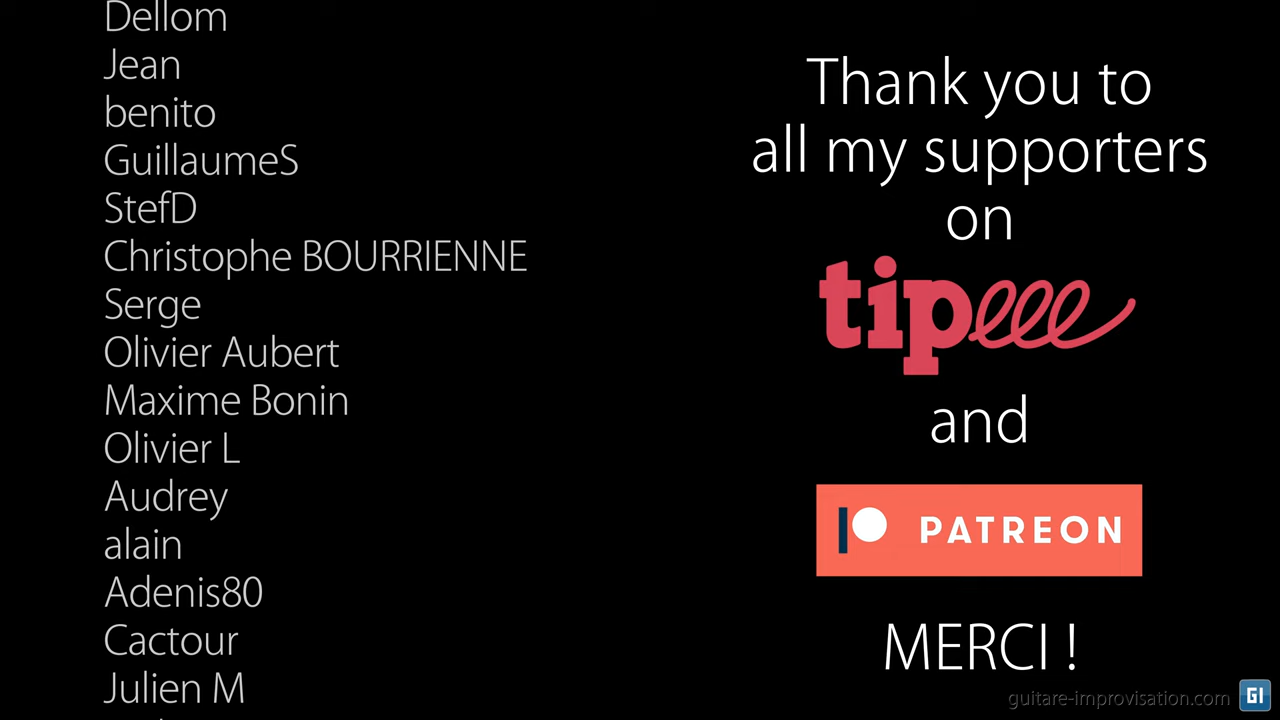 Dellom
Jean
benito
GuillaumeS
StefD
Christophe BOURRIENNE
Serge
Olivier Aubert
Maxime Bonin
Olivier L
Audrey
alain
Adenis80
Cactour
Julien M
Thank you to
all my supporters
on
tipeee
and
PATREON
MERCI !
guitare-improvisation.com
GI